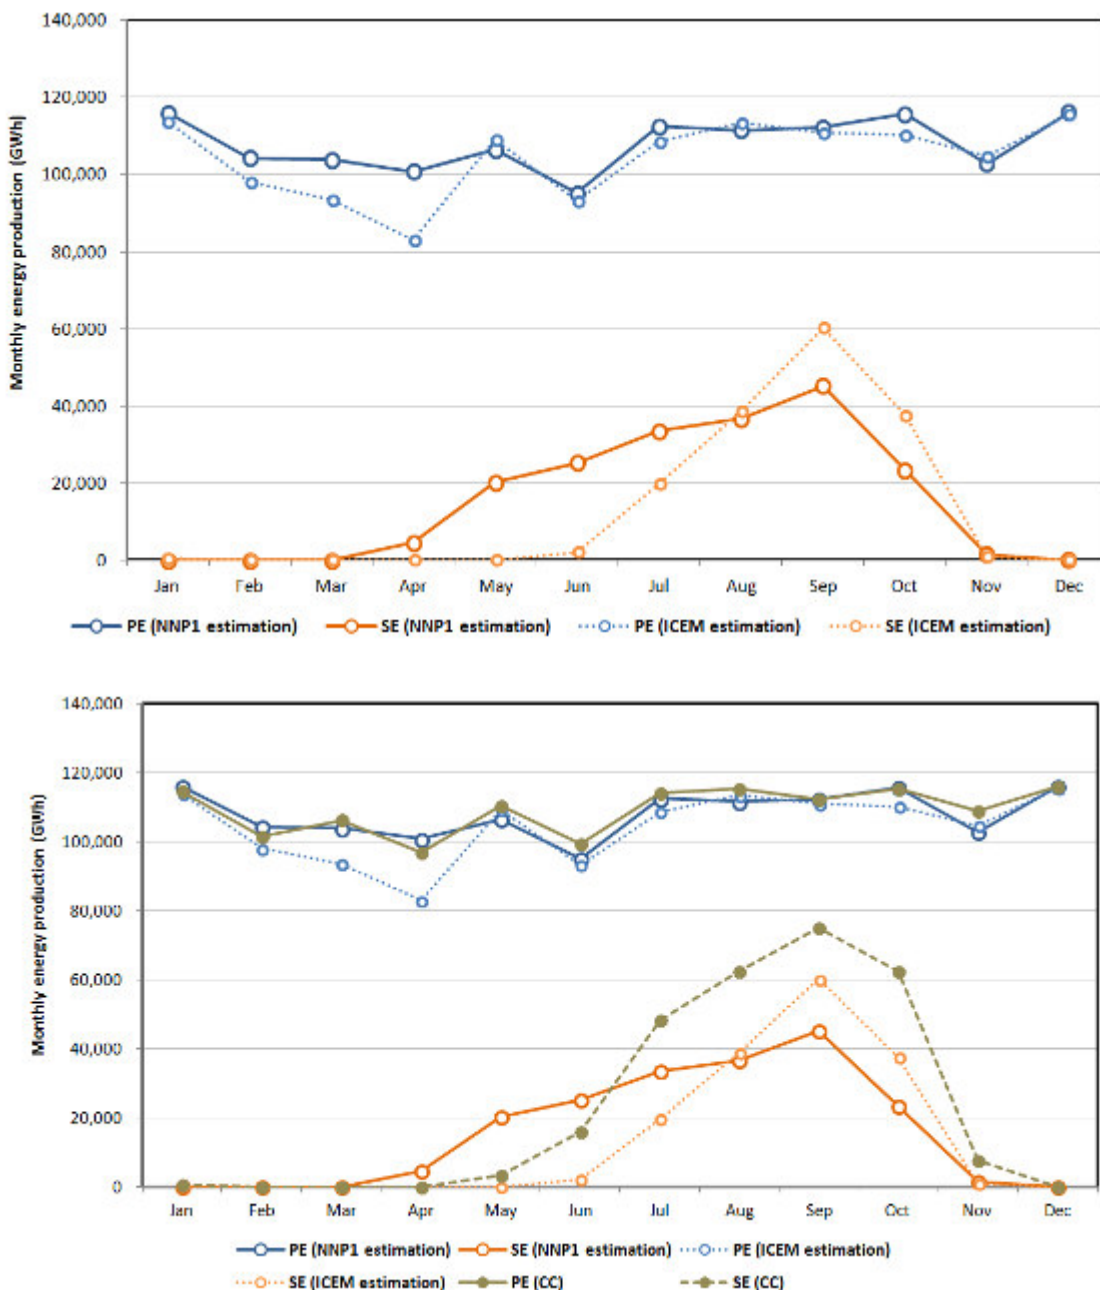 140,000
120,000
100,000
80,000
60,000
40,000
20,000
0
Monthly energy production (GWh)
Jan Feb Mar Apr May Jun Jul Aug Sep Oct Nov Dec
PE (NNP1 estimation) SE (NNP1 estimation) PE (ICEM estimation) SE (ICEM estimation)
140,000
120,000
100,000
80,000
60,000
40,000
20,000
0
Monthly energy production (GWh)
Jan Feb Mar Apr May Jun Jul Aug Sep Oct Nov Dec
PE (NNP1 estimation) SE (NNP1 estimation) PE (ICEM estimation)
SE (ICEM estimation) PE (CC) SE (CC)